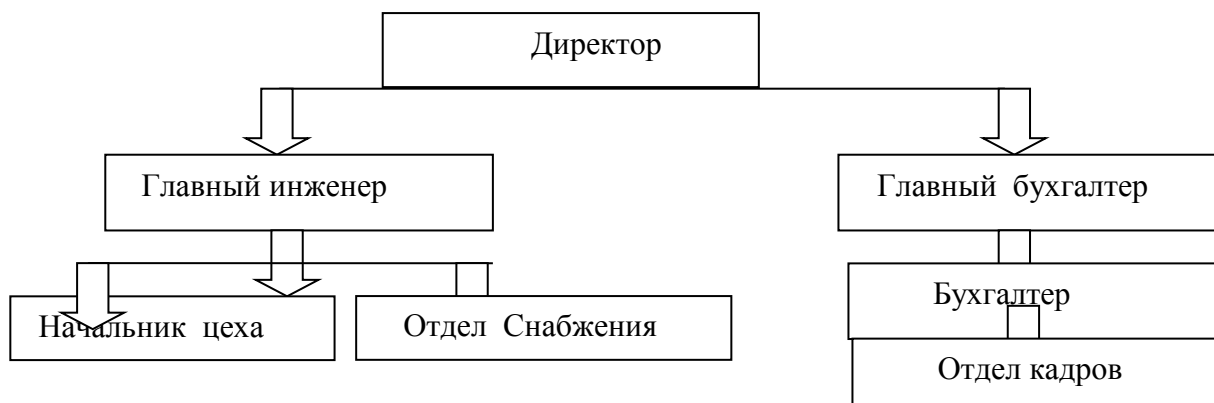 Директор
Главный инженер
Главный бухгалтер
Начальник цеха
Отдел Снабжения
Бухгалтер
Отдел кадров